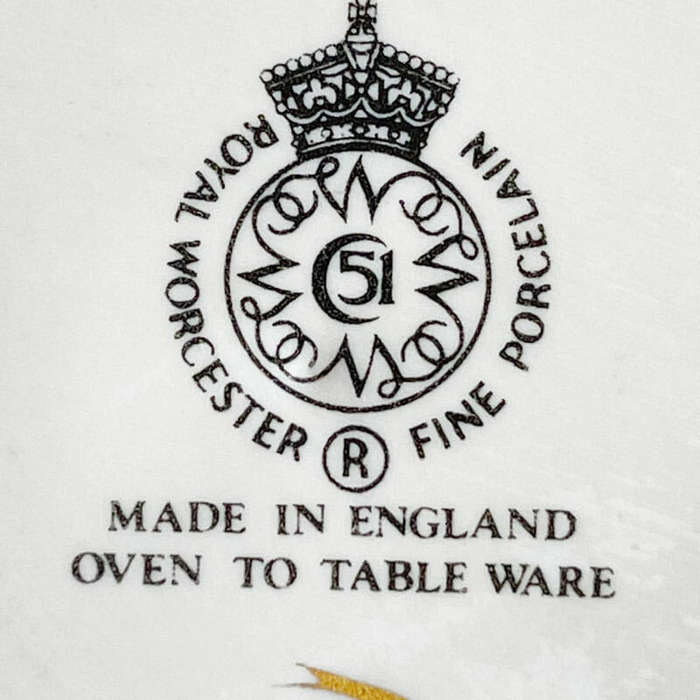 ROYAL WORCESTER FINE PORCELAIN
C51
R
MADE IN ENGLAND
OVEN TO TABLE WARE